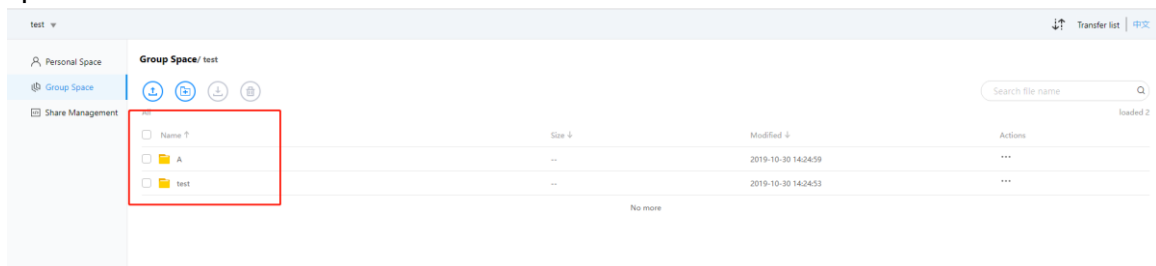 test
Transfer list 中文
Personal Space
Group Space
Share Management
Group Space/ test
Search file name
loaded 2
Name ↑ Size ↓ Modified ↓ Actions
A -- 2019-10-30 14:24:59 ...
test -- 2019-10-30 14:24:53 ...
No more